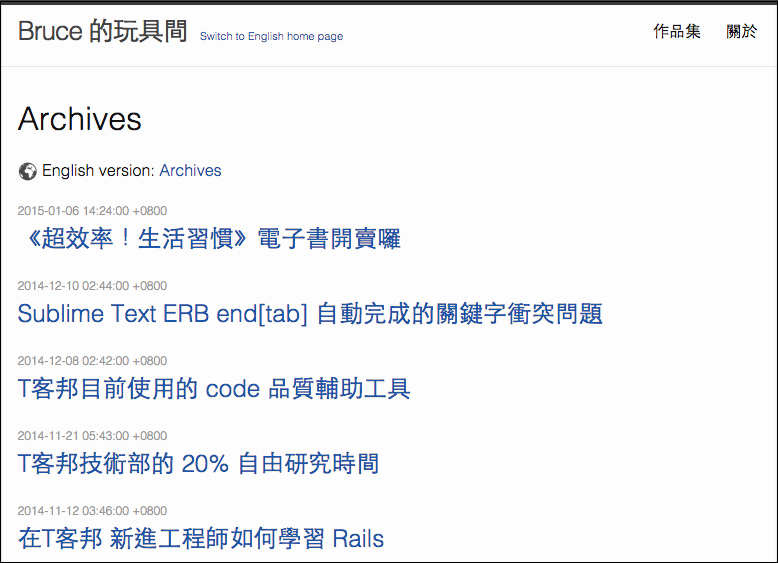 Bruce 的玩具間 Switch to English home page 作品集 關於
Archives
English version: Archives
2015-01-06 14:24:00 +0800
《超效率！生活習慣》電子書開賣囉
2014-12-10 02:44:00 +0800
Sublime Text ERB end[tab] 自動完成的關鍵字衝突問題
2014-12-08 02:42:00 +0800
T客邦目前使用的 code 品質輔助工具
2014-11-21 05:43:00 +0800
T客邦技術部的 20% 自由研究時間
2014-11-12 03:46:00 +0800
在T客邦 新進工程師如何學習 Rails